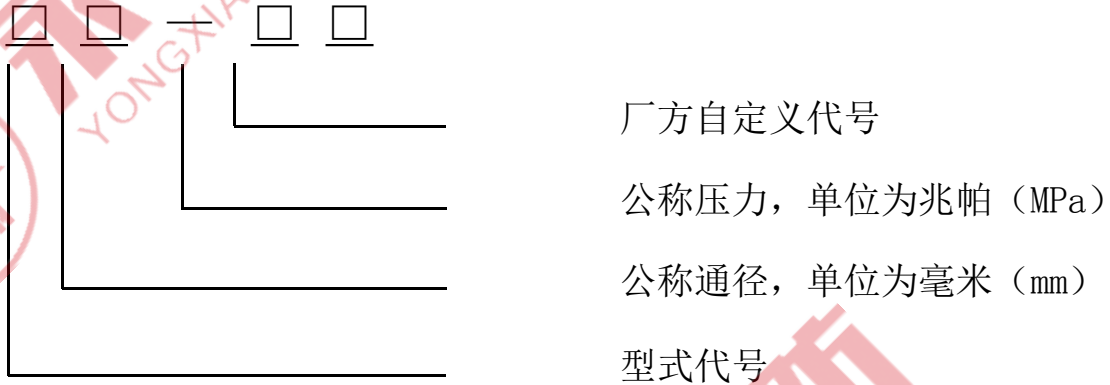 □ □ — □ □
YONGXIA
厂方自定义代号
公称压力，单位为兆帕（MPa）
公称通径，单位为毫米（mm）
型式代号